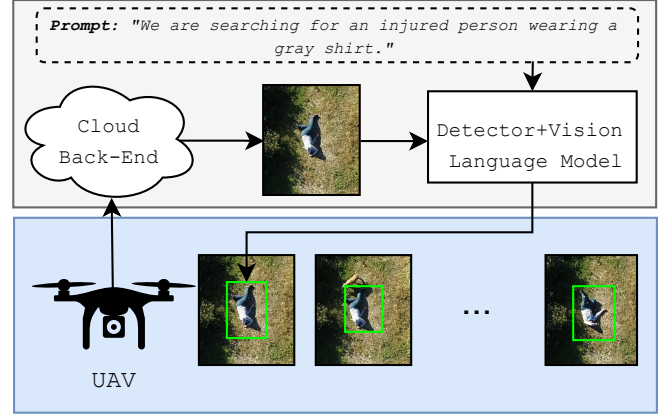 Prompt: "We are searching for an injured person wearing a
gray shirt."
Cloud
Back-End
Detector+Vision
Language Model
...
UAV